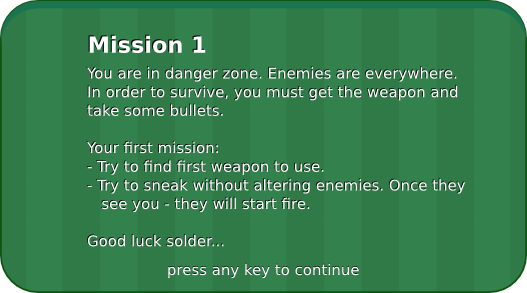 Mission 1
You are in danger zone. Enemies are everywhere.
In order to survive, you must get the weapon and
take some bullets.
Your first mission:
- Try to find first weapon to use.
- Try to sneak without altering enemies. Once they
see you - they will start fire.
Good luck solder...
press any key to continue